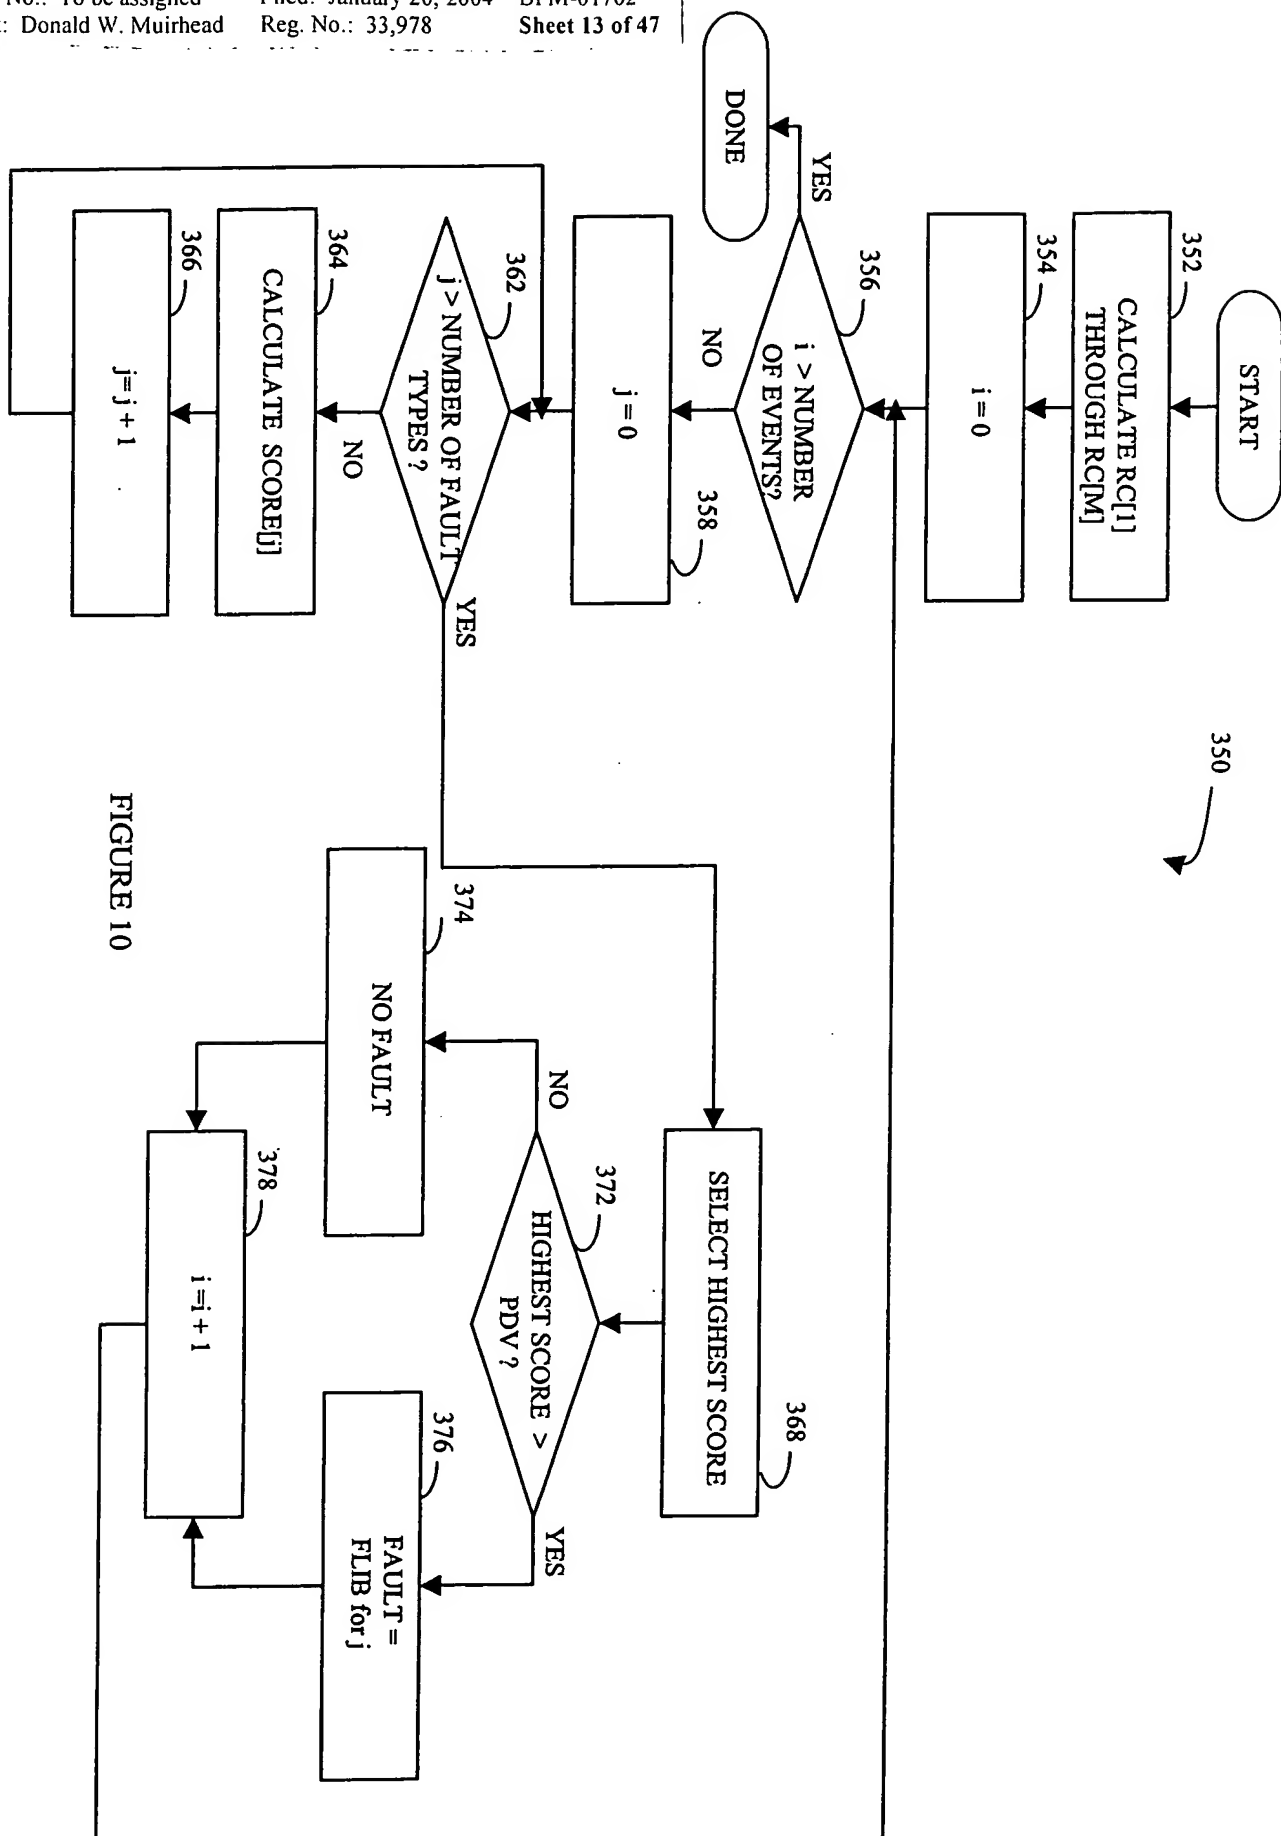 No.: To be assigned Filed: January 20, 2004
: Donald W. Muirhead Reg. No.: 33,978 Sheet 13 of 47
START
352
CALCULATE RC[1]
THROUGH RC[M]
354
i = 0
356
i > NUMBER
OF EVENTS?
YES
DONE
NO
358
j = 0
362
j > NUMBER OF FAULT
TYPES ?
NO
YES
364
CALCULATE SCORE[j]
366
j=j + 1
350
368
SELECT HIGHEST SCORE
372
HIGHEST SCORE >
PDV ?
NO
YES
374
NO FAULT
376
FAULT =
FLIB for j
378
i =i + 1
FIGURE 10